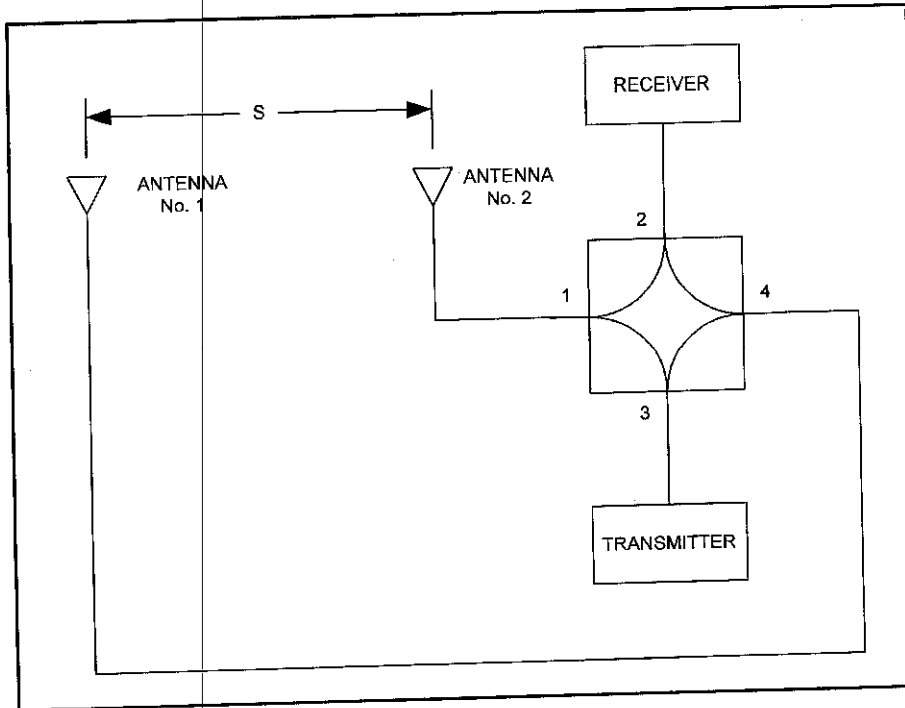 RECEIVER
S
ANTENNA
No. 1
ANTENNA
No. 2
2
1
4
3
TRANSMITTER